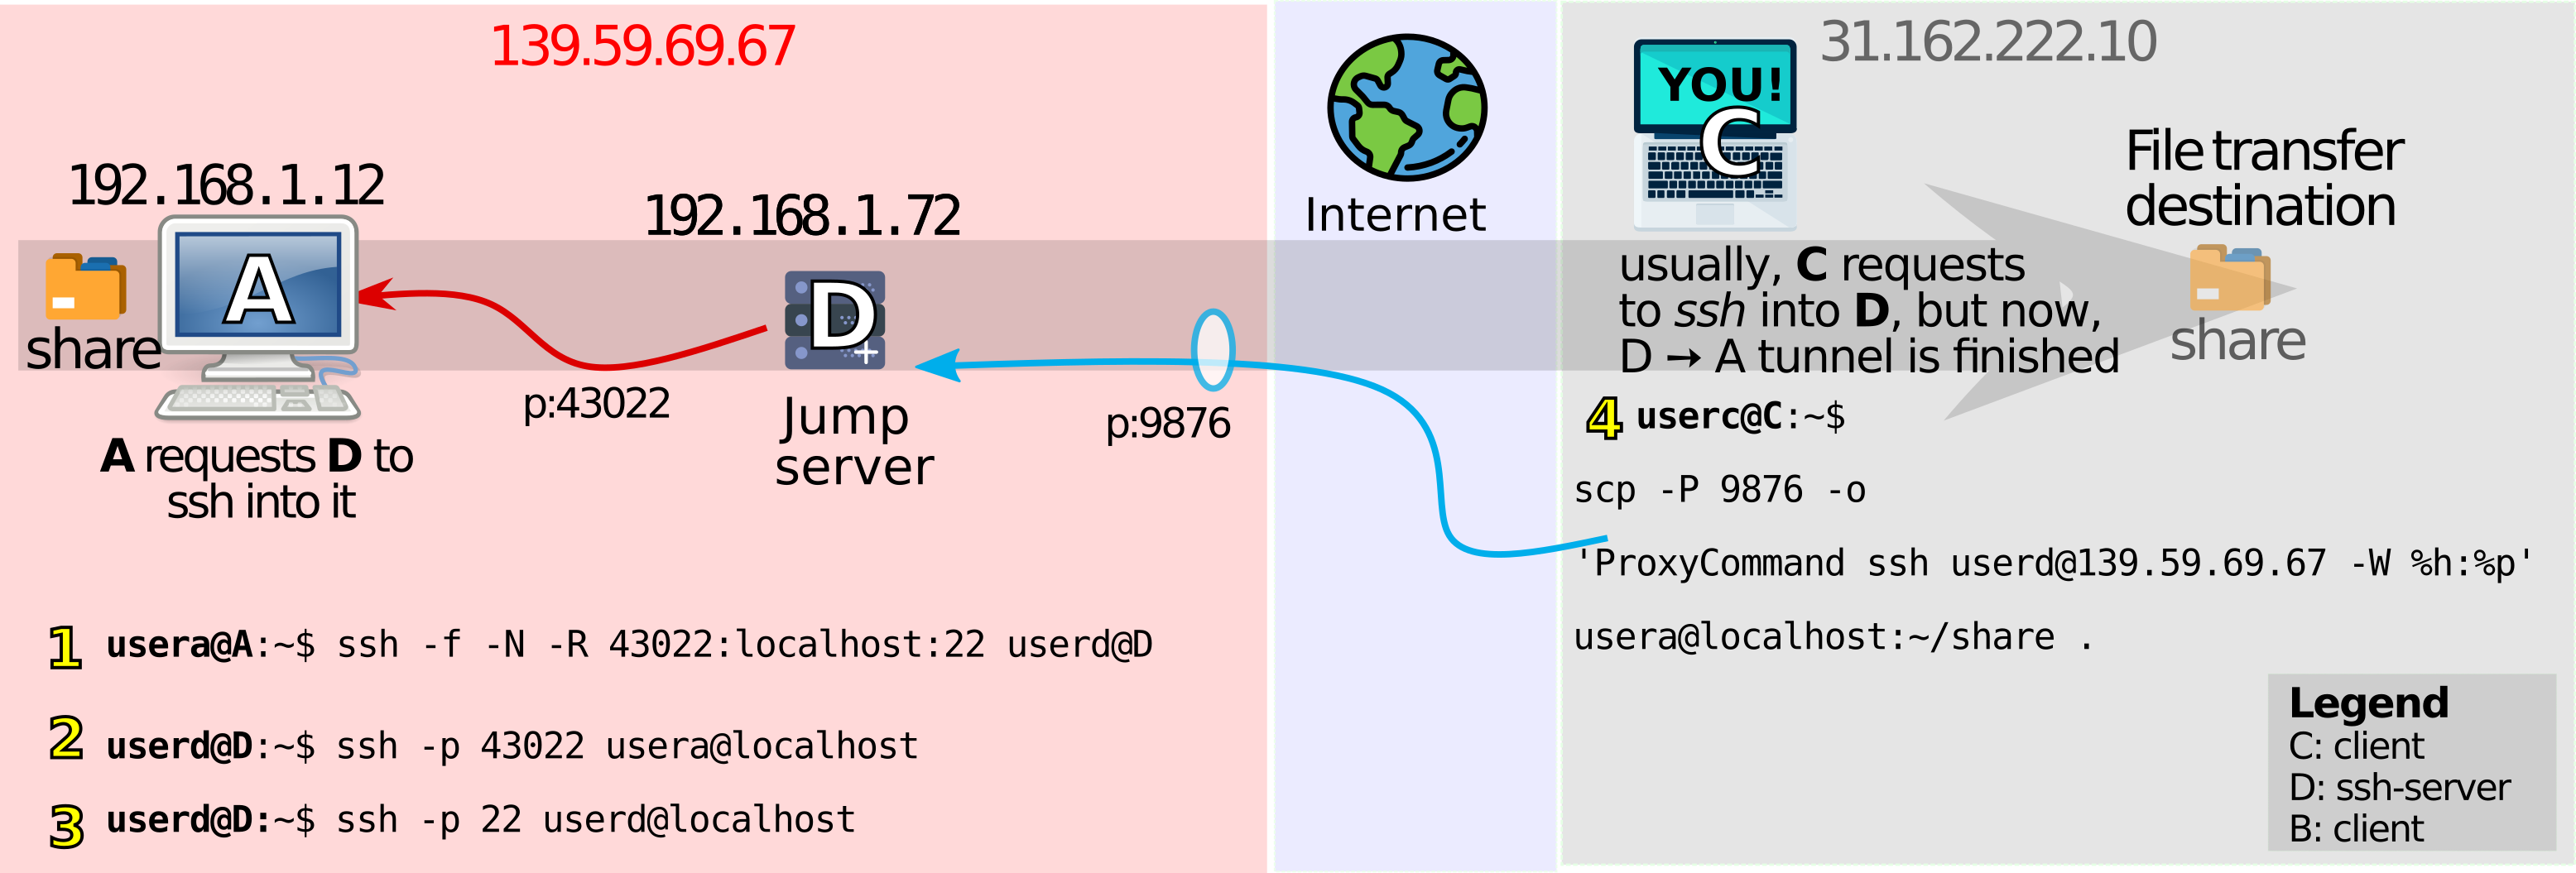 139.59.69.67
192.168.1.12
A
share
A requests D to
ssh into it
p:43022
192.168.1.72
D
Jump
server
p:9876
Internet
31.162.222.10
YOU!
C
File transfer
destination
share
usually, C requests
to ssh into D, but now,
D → A tunnel is finished
4 userc@C:~$
scp -P 9876 -o
'ProxyCommand ssh userd@139.59.69.67 -W %h:%p'
usera@localhost:~/share .
1 usera@A:~$ ssh -f -N -R 43022:localhost:22 userd@D
2 userd@D:~$ ssh -p 43022 usera@localhost
3 userd@D:~$ ssh -p 22 userd@localhost
Legend
C: client
D: ssh-server
B: client